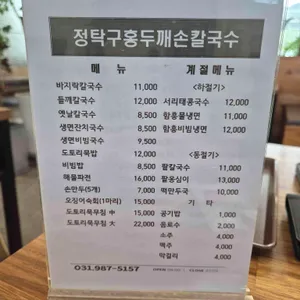 정탁구홍두깨손칼국수
메 뉴
바지락칼국수 11,000
들깨칼국수 12,000
옛날칼국수 8,500
생면잔치국수 8,500
생면비빔국수 9,500
도토리묵밥 12,000
비빔밥 8,500
메밀파전 16,000
손만두(5개) 7,000
오징어숙회(1마리) 15,000
도토리묵무침 中 15,000
도토리묵무침 大 22,000
계절메뉴
<하절기>
서리태콩국수 12,000
함흥물냉면 11,000
함흥비빔냉면 12,000
<동절기>
팥칼국수 11,000
팥옹심이 13,000
떡만두국 10,000
기 타
공기밥 1,000
음료수 2,000
소주 4,000
맥주 4,000
막걸리 4,000
031.987-5157